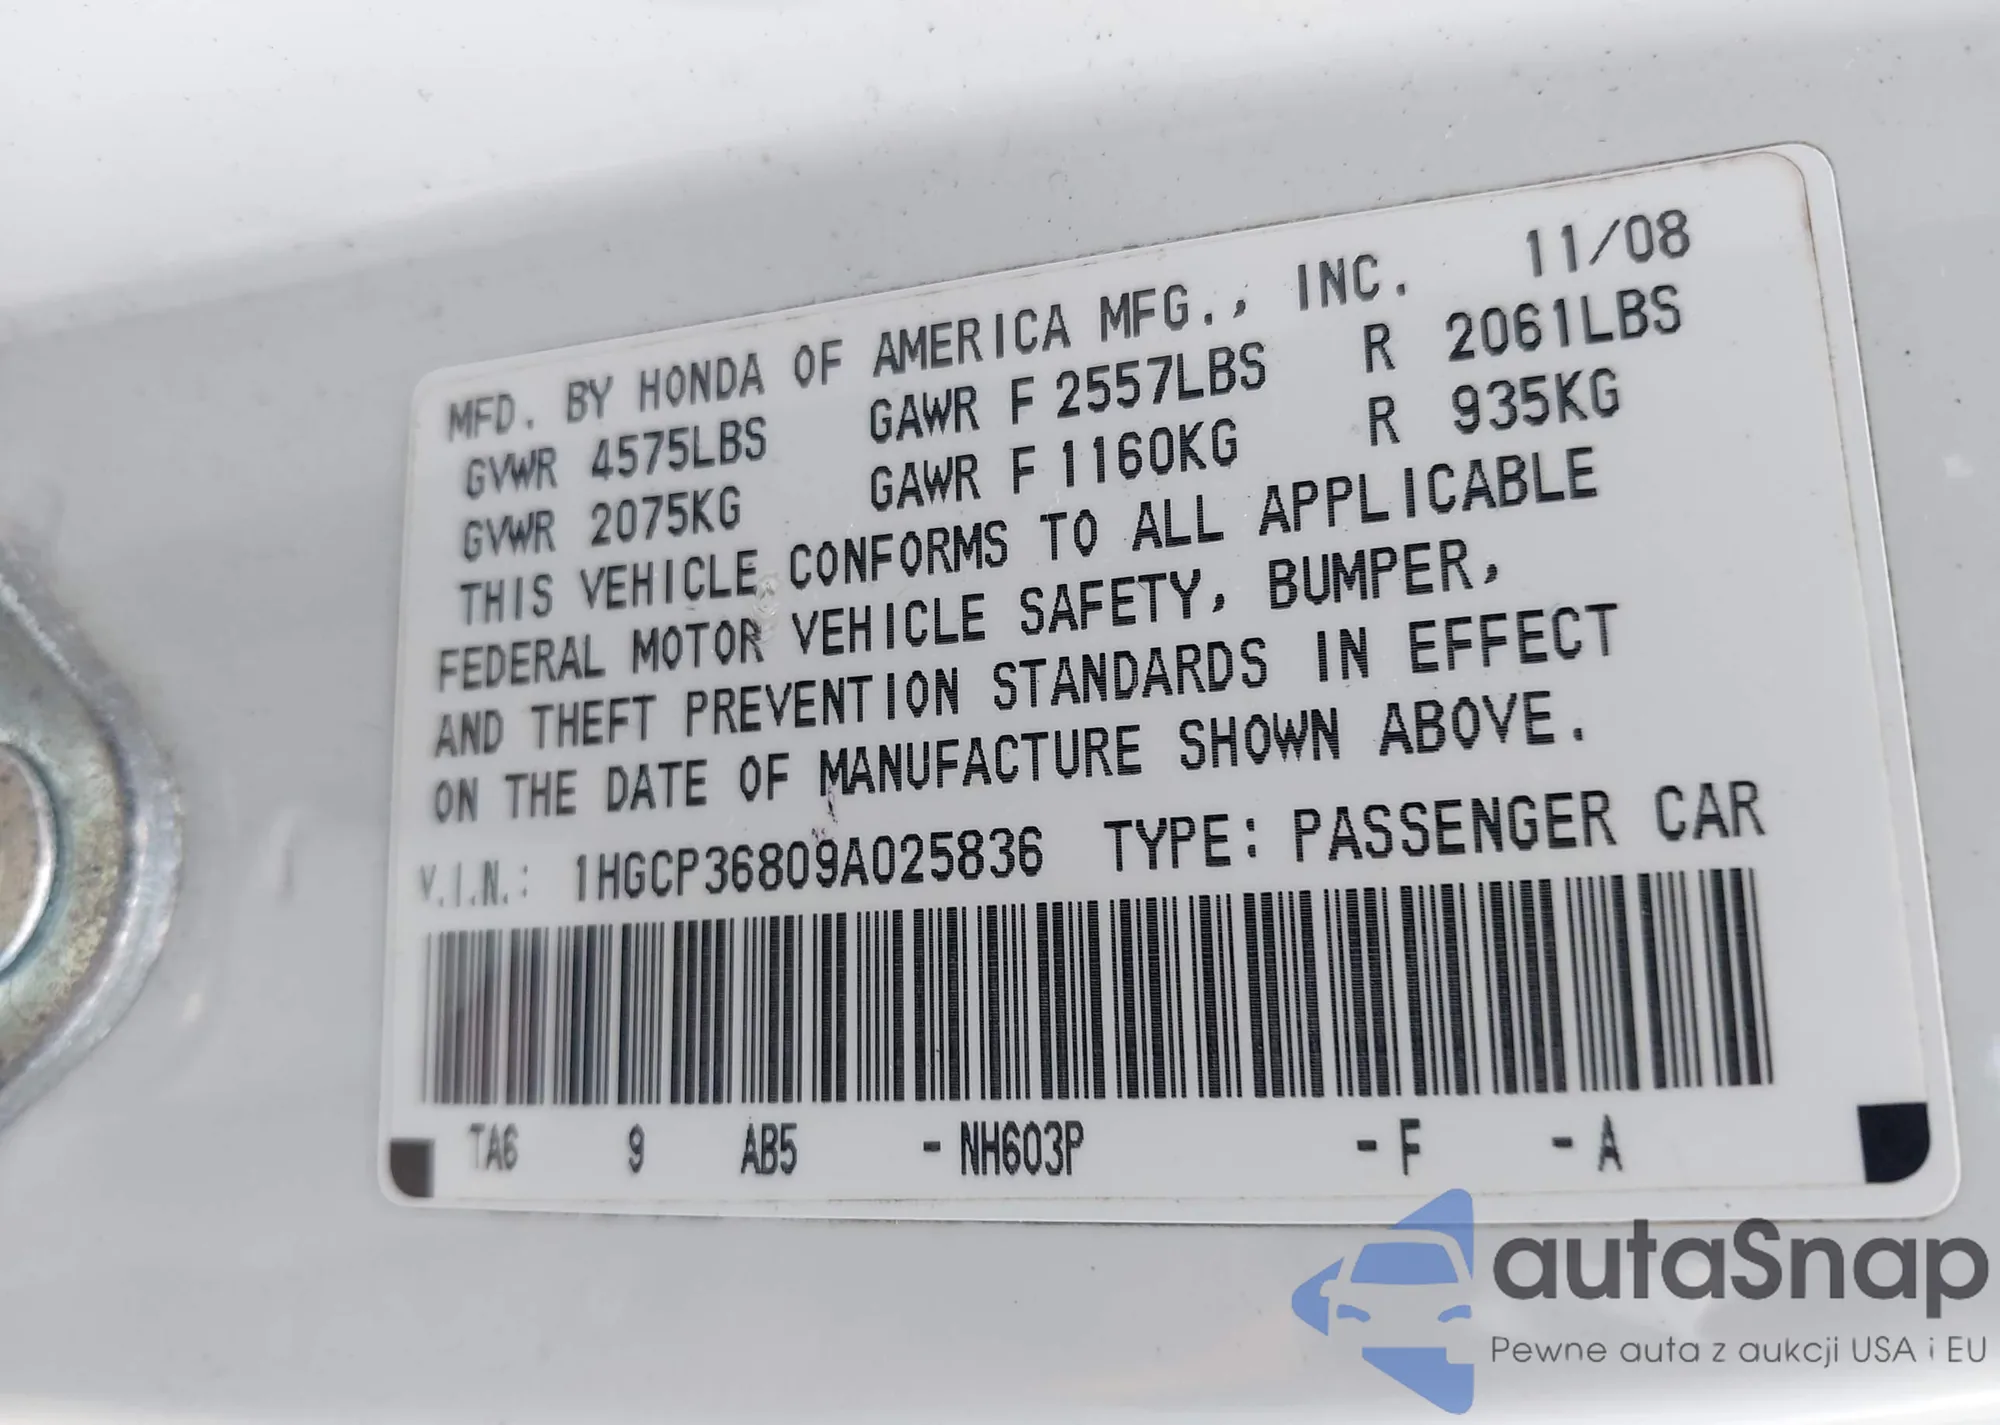 MFD. BY HONDA OF AMERICA MFG., INC. 11/08
GVWR 4575LBS GAWR F 2557LBS R 2061LBS
GVWR 2075KG GAWR F 1160KG R 935KG
THIS VEHICLE CONFORMS TO ALL APPLICABLE
FEDERAL MOTOR VEHICLE SAFETY, BUMPER,
AND THEFT PREVENTION STANDARDS IN EFFECT
ON THE DATE OF MANUFACTURE SHOWN ABOVE.
V.I.N.: 1HGCP36809A025836 TYPE: PASSENGER CAR
TA6 9 AB5 - NH603P - F - A
autaSnap
Pewne auta z aukcji USA i EU